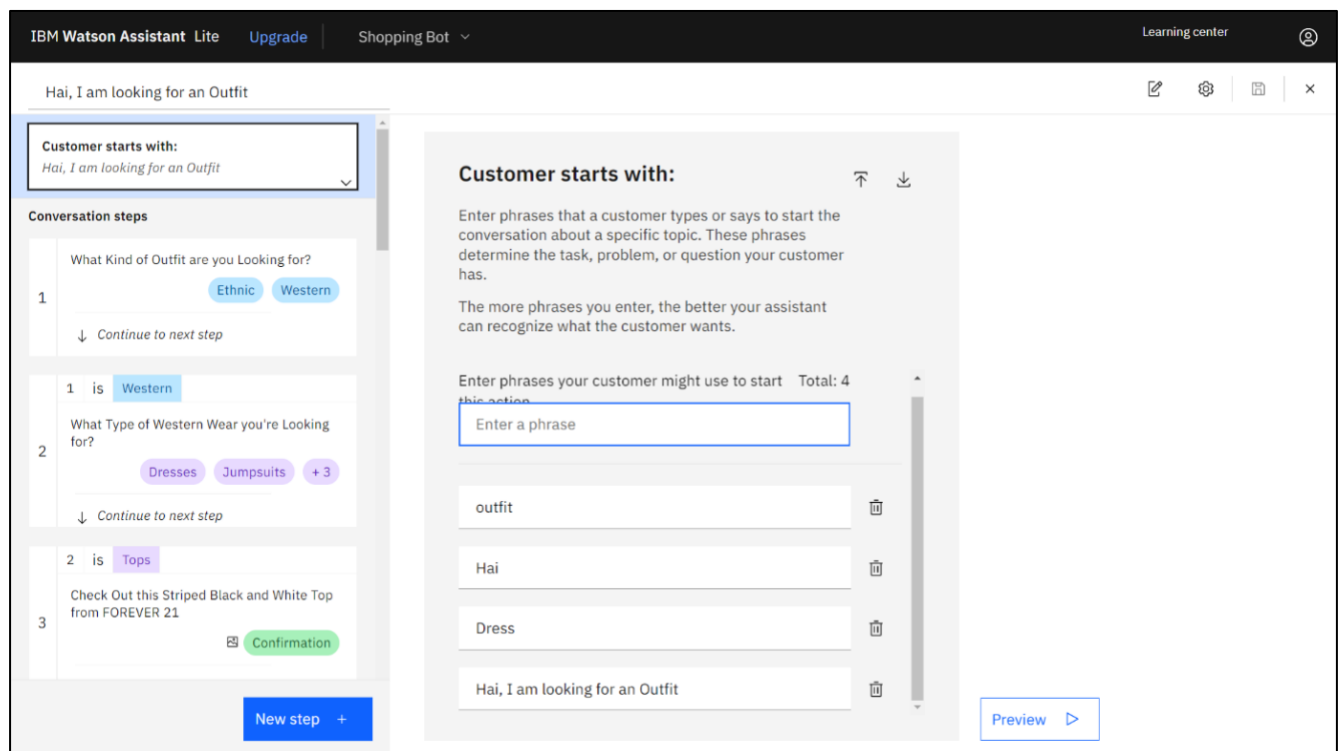 IBM Watson Assistant Lite Upgrade Shopping Bot Learning center
Hai, I am looking for an Outfit
Customer starts with:
Hai, I am looking for an Outfit
Conversation steps
1
What Kind of Outfit are you Looking for?
Ethnic Western
Continue to next step
1 is Western
2
What Type of Western Wear you're Looking
for?
Dresses Jumpsuits + 3
Continue to next step
2 is Tops
3
Check Out this Striped Black and White Top
from FOREVER 21
Confirmation
New step +
Customer starts with:
Enter phrases that a customer types or says to start the
conversation about a specific topic. These phrases
determine the task, problem, or question your customer
has.
The more phrases you enter, the better your assistant
can recognize what the customer wants.
Enter phrases your customer might use to start Total: 4
this action
Enter a phrase
outfit
Hai
Dress
Hai, I am looking for an Outfit
Preview